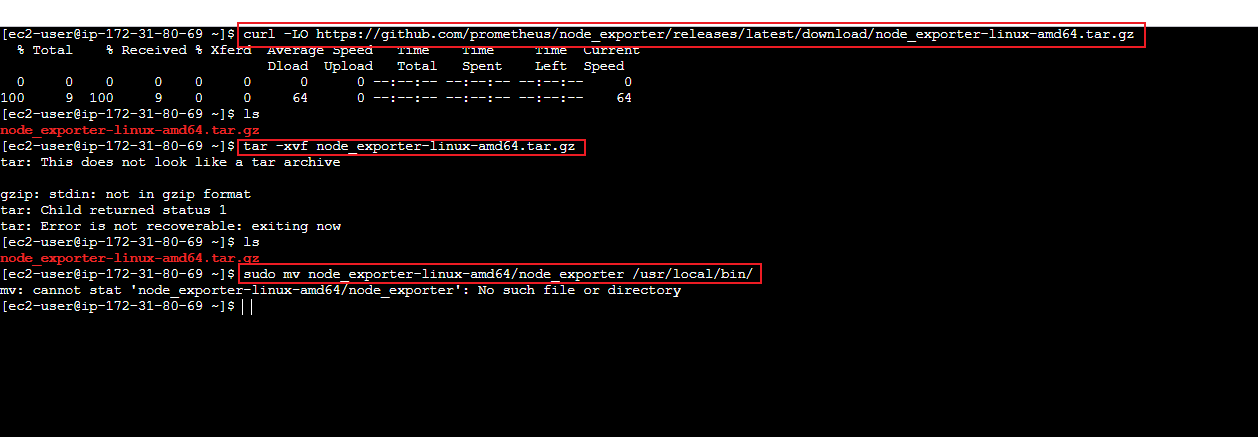 [ec2-user@ip-172-31-80-69 ~]$ curl -LO https://github.com/prometheus/node_exporter/releases/latest/download/node_exporter-linux-amd64.tar.gz
  % Total    % Received % Xferd  Average Speed   Time    Time     Time  Current
                                 Dload  Upload   Total   Spent    Left  Speed
  0     0    0     0    0     0      0      0 --:--:-- --:--:-- --:--:--     0
100     9  100     9    0     0     64      0 --:--:-- --:--:-- --:--:--    64
[ec2-user@ip-172-31-80-69 ~]$ ls
node_exporter-linux-amd64.tar.gz
[ec2-user@ip-172-31-80-69 ~]$ tar -xvf node_exporter-linux-amd64.tar.gz
tar: This does not look like a tar archive
gzip: stdin: not in gzip format
tar: Child returned status 1
tar: Error is not recoverable: exiting now
[ec2-user@ip-172-31-80-69 ~]$ ls
node_exporter-linux-amd64.tar.gz
[ec2-user@ip-172-31-80-69 ~]$ sudo mv node_exporter-linux-amd64/node_exporter /usr/local/bin/
mv: cannot stat 'node_exporter-linux-amd64/node_exporter': No such file or directory
[ec2-user@ip-172-31-80-69 ~]$